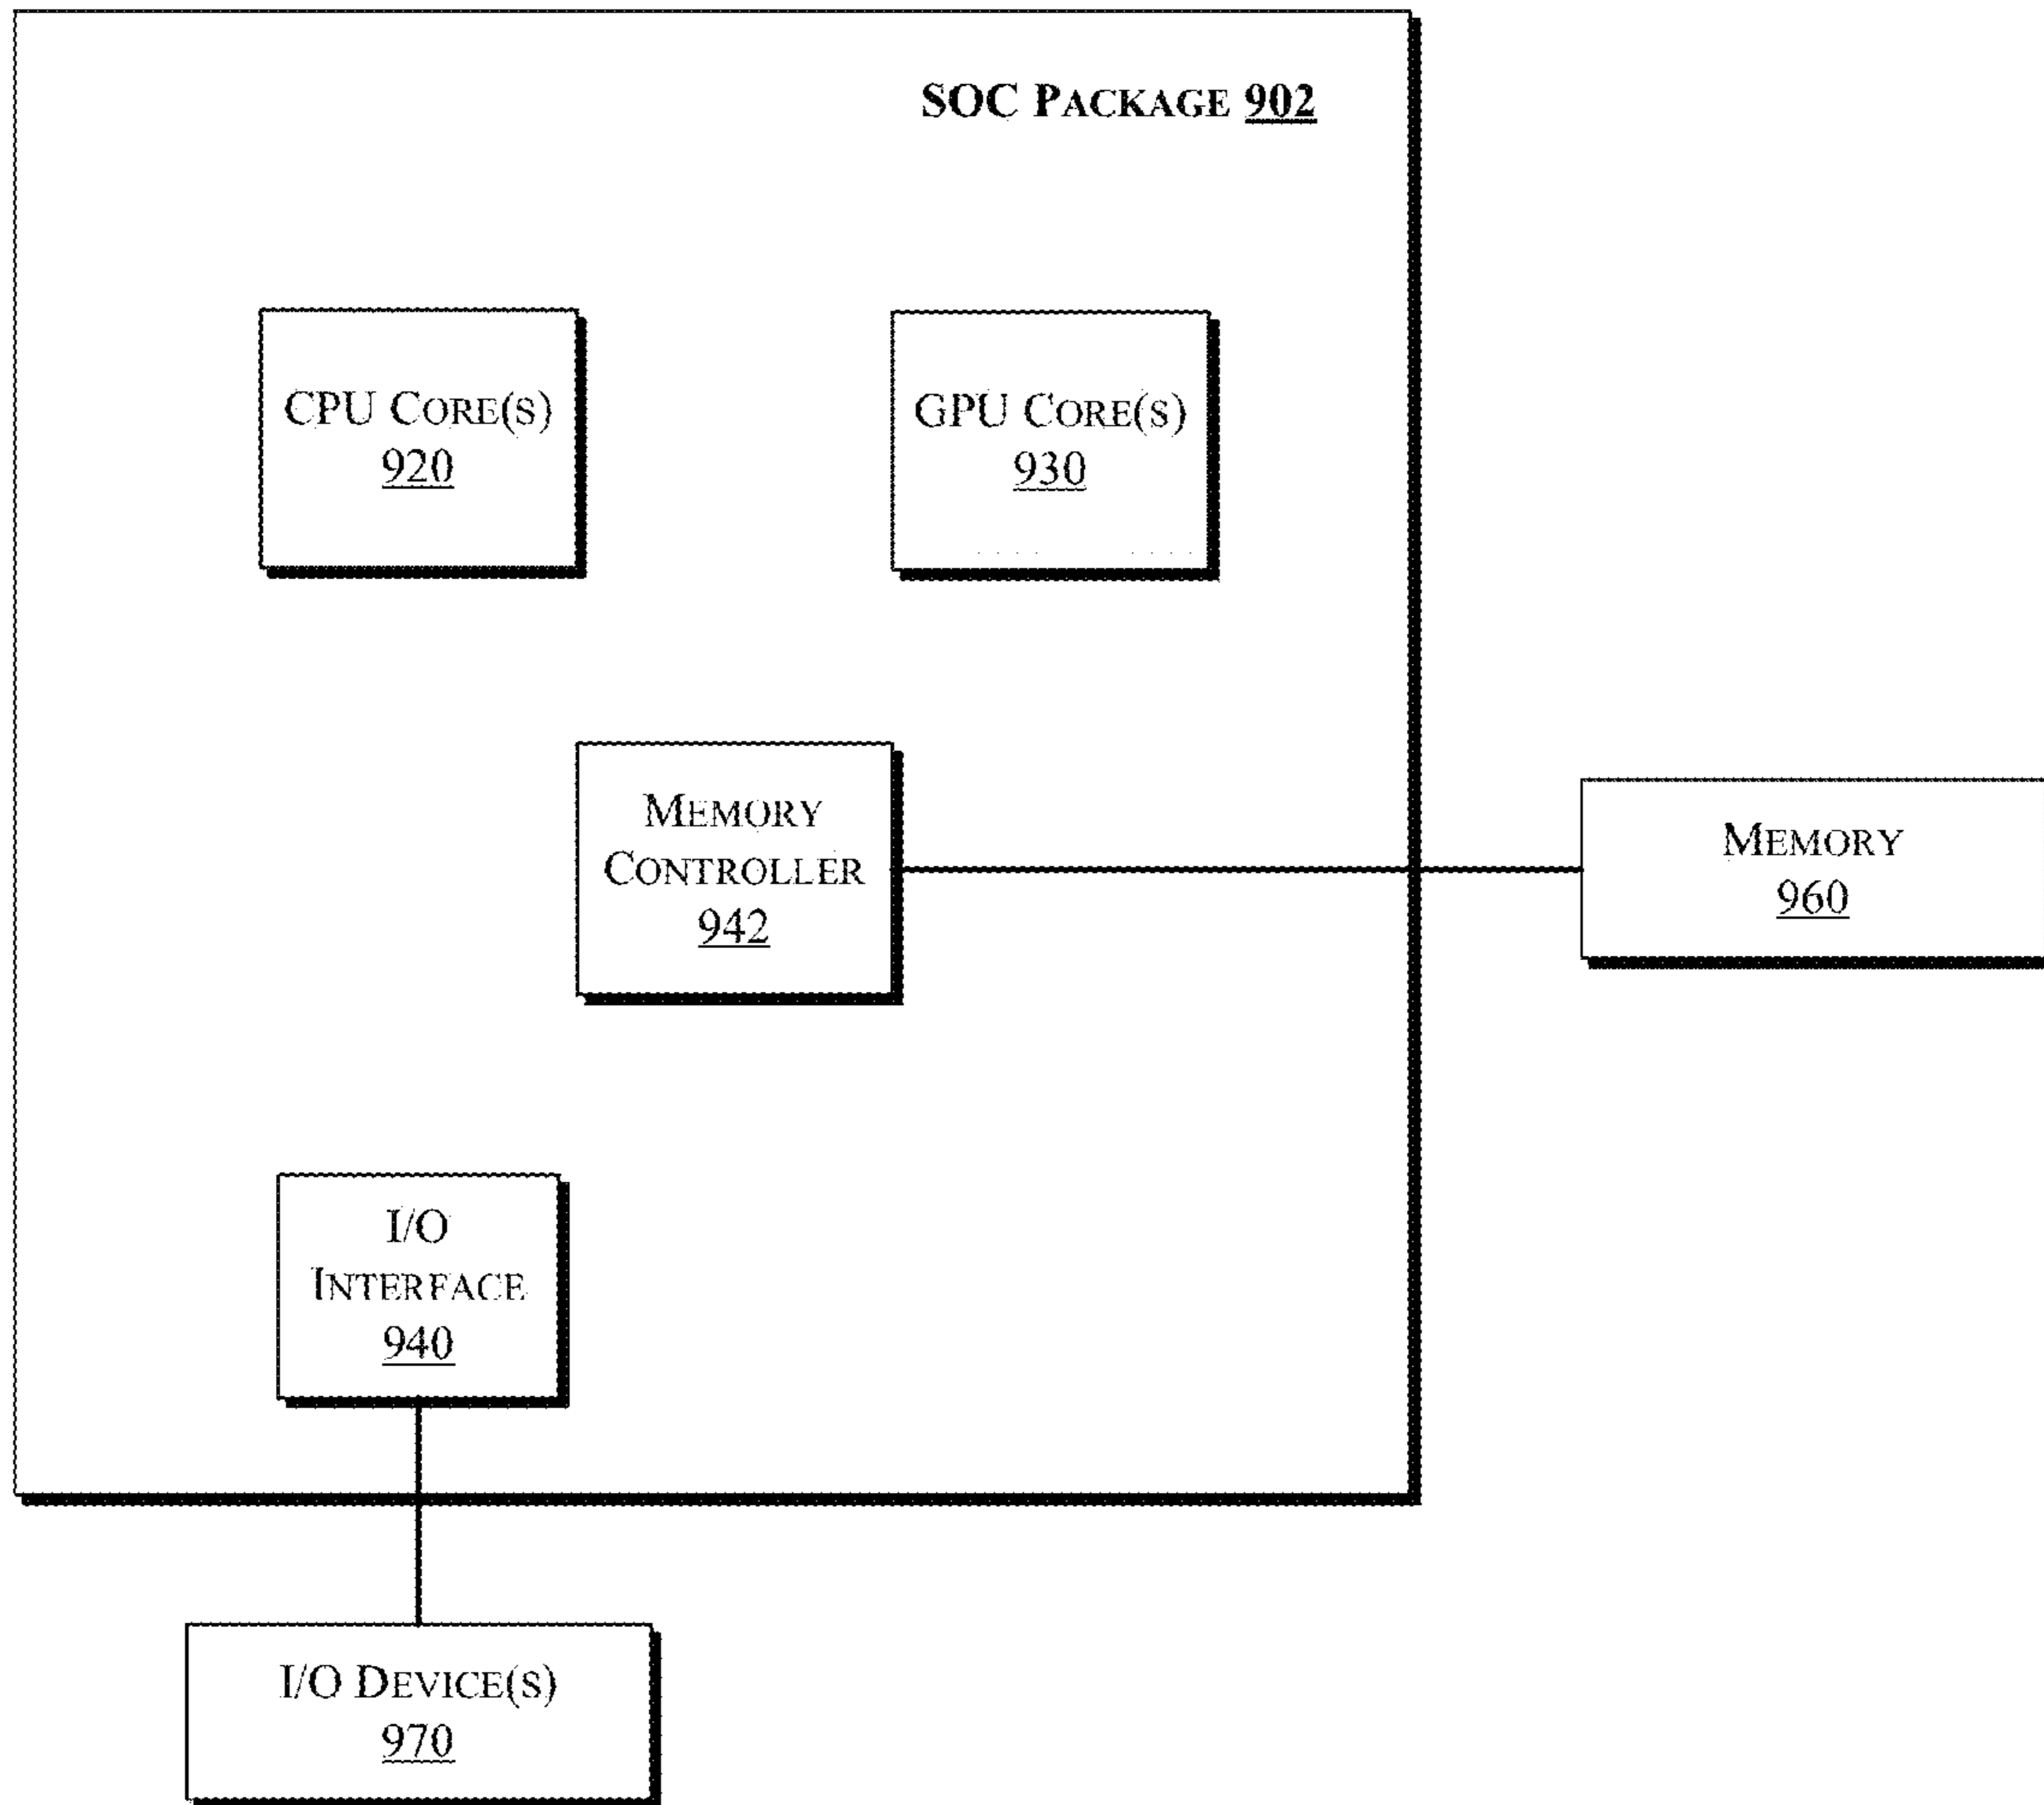 SOC PACKAGE 902
CPU CORE(S)
920
GPU CORE(S)
930
MEMORY
CONTROLLER
942
MEMORY
960
I/O
INTERFACE
940
I/O DEVICE(S)
970